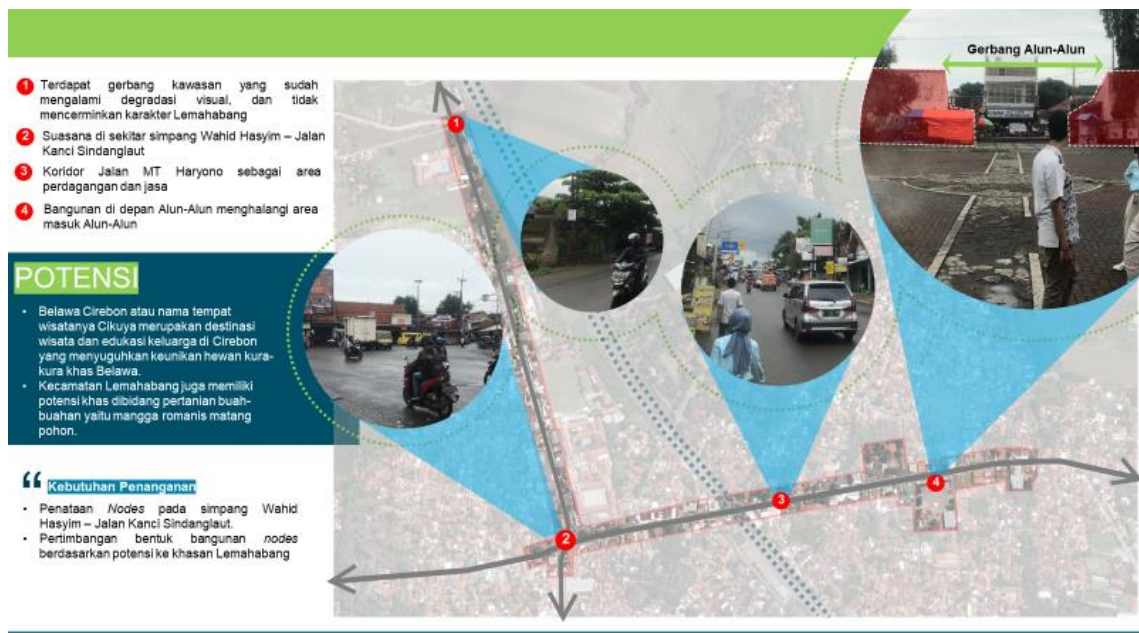 Gerbang Alun-Alun
1 Terdapat gerbang kawasan yang sudah
mengalami degradasi visual, dan tidak
mencerminkan karakter Lemahabang
2 Suasana di sekitar simpang Wahid Hasyim – Jalan
Kanci Sindanglaut
3 Koridor Jalan MT Haryono sebagai area
perdagangan dan jasa
4 Bangunan di depan Alun-Alun menghalangi area
masuk Alun-Alun
POTENSI
• Belawa Cirebon atau nama tempat
wisatanya Cikuya merupakan destinasi
wisata dan edukasi keluarga di Cirebon
yang menyuguhkan keunikan hewan kura-
kura khas Belawa.
• Kecamatan Lemahabang juga memiliki
potensi khas dibidang pertanian buah-
buahan yaitu mangga romanis matang
pohon.
“ Kebutuhan Penanganan
• Penataan Nodes pada simpang Wahid
Hasyim – Jalan Kanci Sindanglaut.
• Pertimbangan bentuk bangunan nodes
berdasarkan potensi ke khasan Lemahabang
1
2
3
4